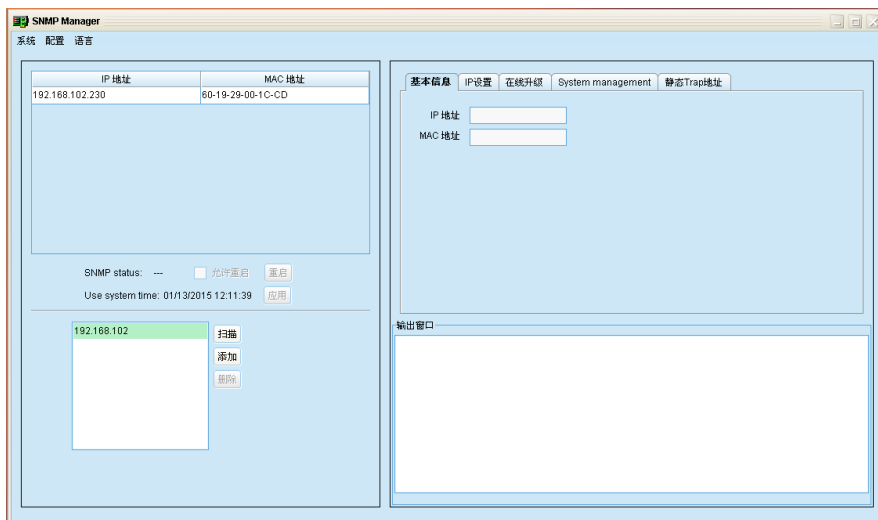 SNMP Manager
系统 配置 语言
IP 地址 MAC 地址
192.168.102.230 60-19-29-00-1C-CD
SNMP status: --- 允许重启 重启
Use system time: 01/13/2015 12:11:39 应用
192.168.102
扫描
添加
删除
基本信息 IP设置 在线升级 System management 静态Trap地址
IP 地址
MAC 地址
输出窗口